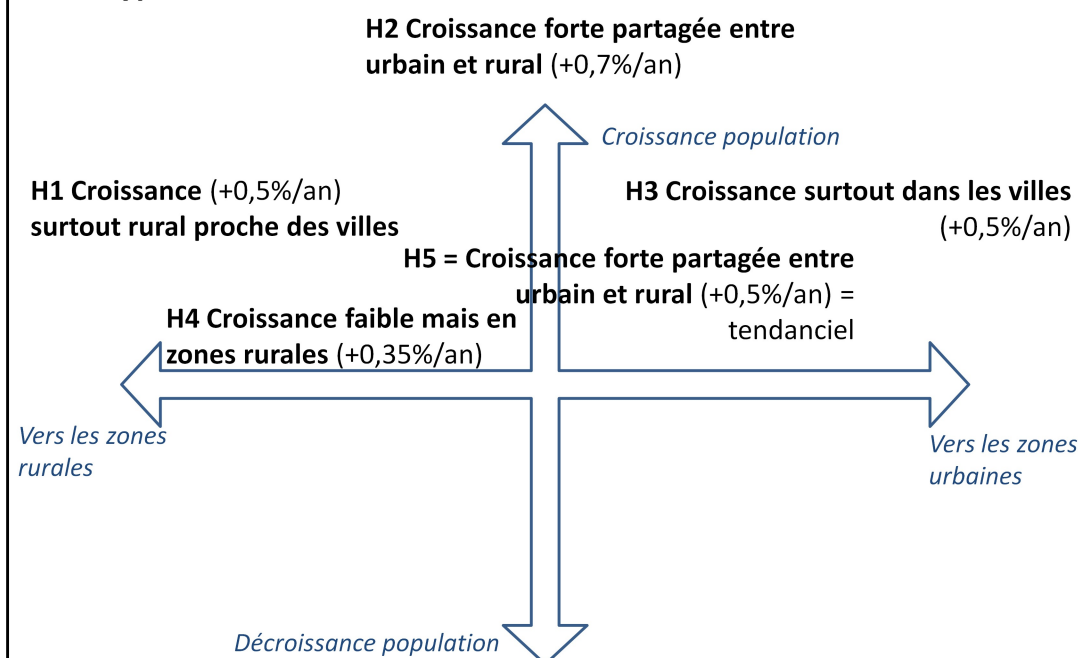 H2 Croissance forte partagée entre
urbain et rural (+0,7%/an)
Croissance population
H1 Croissance (+0,5%/an)
surtout rural proche des villes
H3 Croissance surtout dans les villes
(+0,5%/an)
H5 = Croissance forte partagée entre
urbain et rural (+0,5%/an) =
tendanciel
H4 Croissance faible mais en
zones rurales (+0,35%/an)
Vers les zones
rurales
Vers les zones
urbaines
Décroissance population